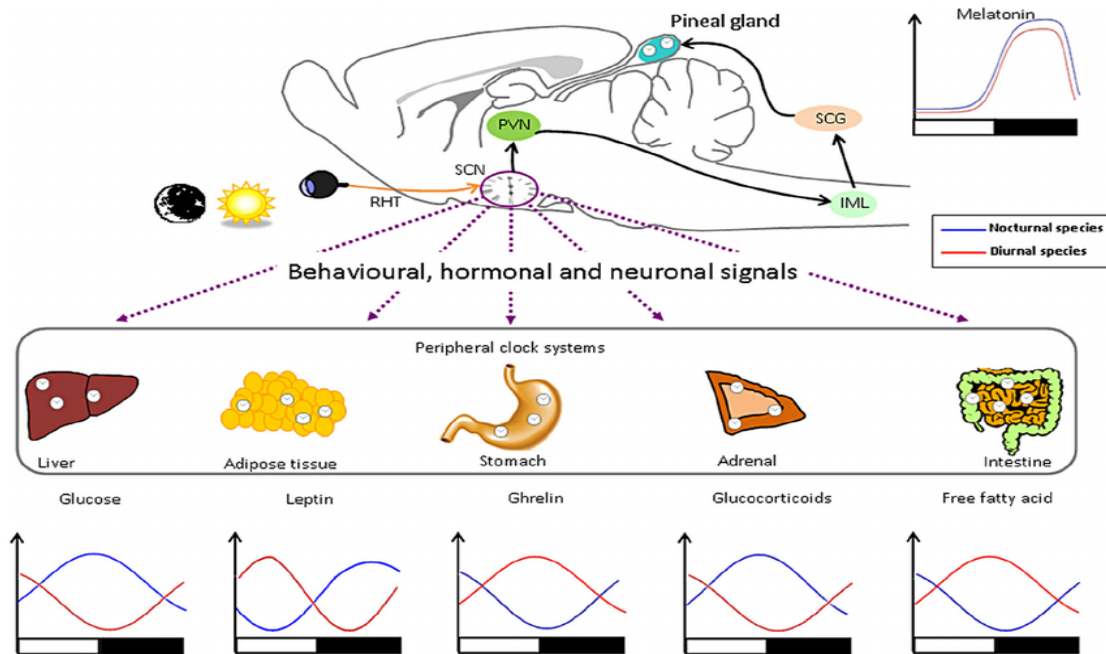 Pineal gland
Melatonin
PVN
SCG
SCN
RHT
IML
Nocturnal species
Diurnal species
Behavioural, hormonal and neuronal signals
Peripheral clock systems
Liver
Adipose tissue
Stomach
Adrenal
Intestine
Glucose
Leptin
Ghrelin
Glucocorticoids
Free fatty acid